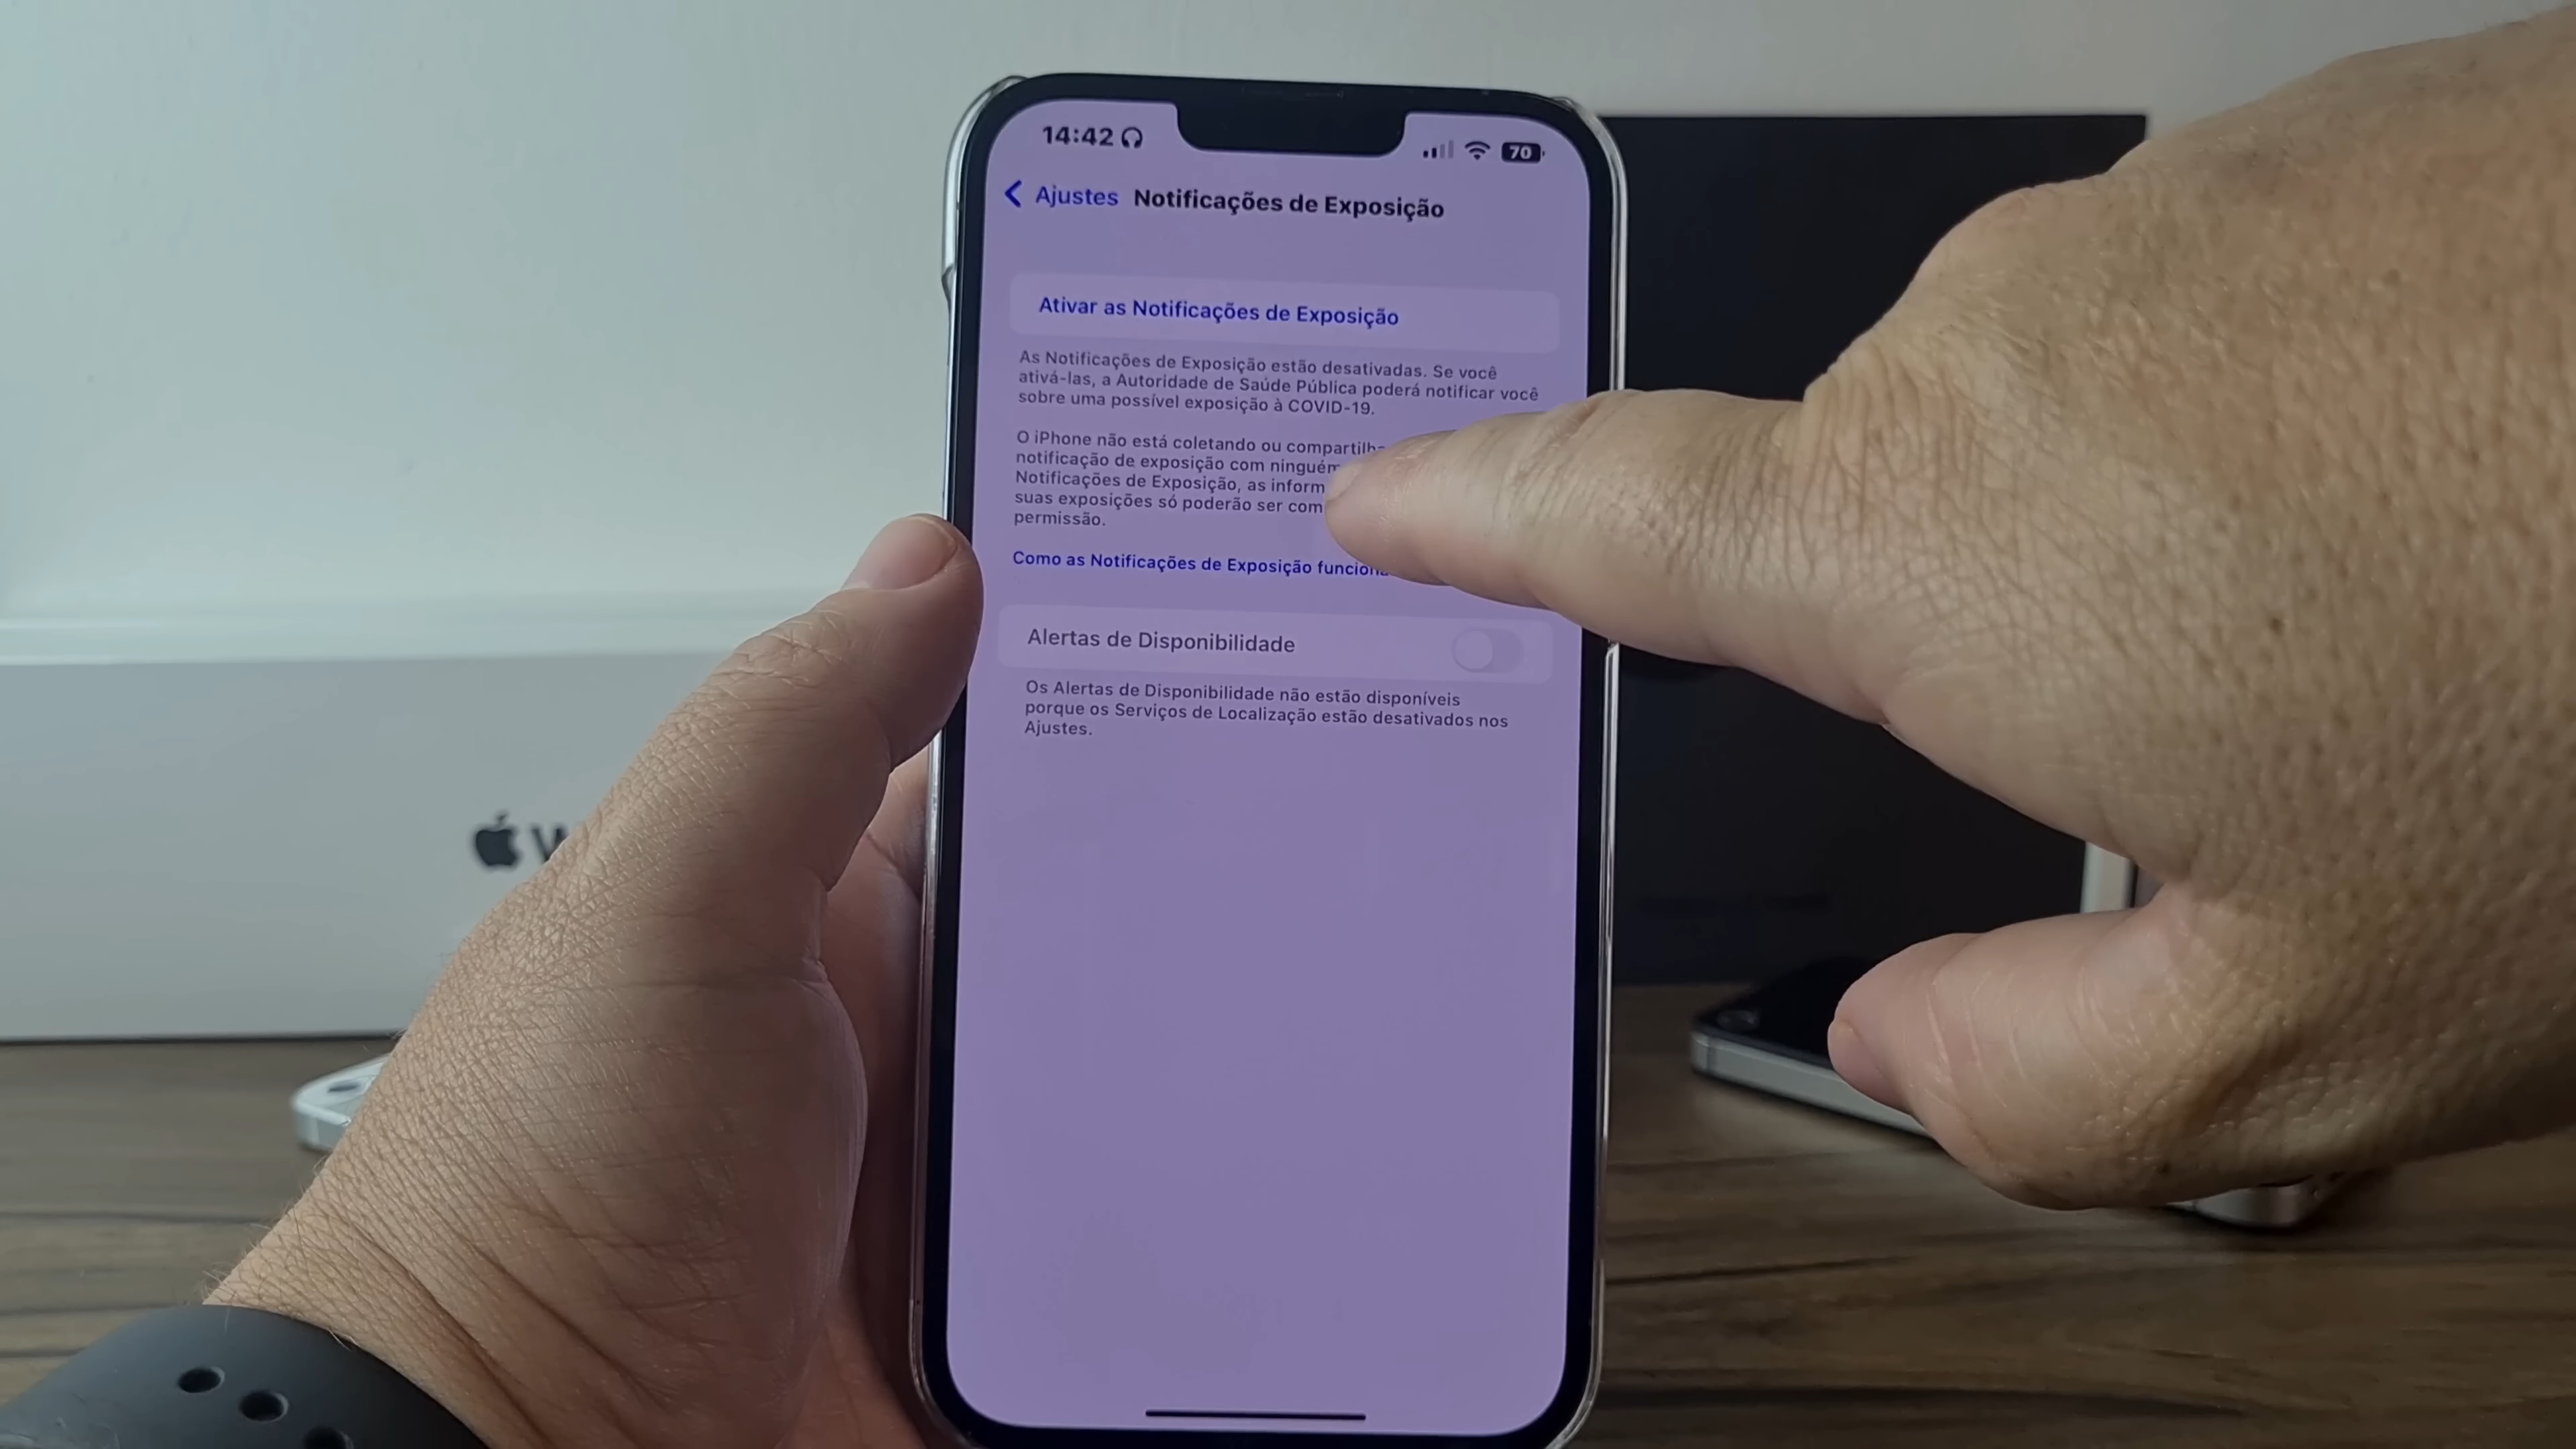 14:42
70
Ajustes Notificações de Exposição
Ativar as Notificações de Exposição
As Notificações de Exposição estão desativadas. Se você
ativá-las, a Autoridade de Saúde Pública poderá notificar você
sobre uma possível exposição à COVID-19.
O iPhone não está coletando ou
notificação de exposição com ninguém
Notificações de Exposição, as
suas exposições só poderão ser
permissão.
Como as Notificações de Exposição
Alertas de Disponibilidade
Os Alertas de Disponibilidade não estão disponíveis
porque os Serviços de Localização estão desativados nos
Ajustes.